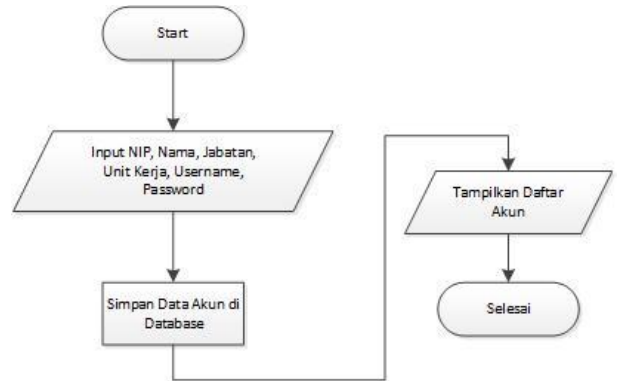 Start
Input NIP, Nama, Jabatan,
Unit Kerja, Username,
Password
Simpan Data Akun di
Database
Tampilkan Daftar
Akun
Selesai